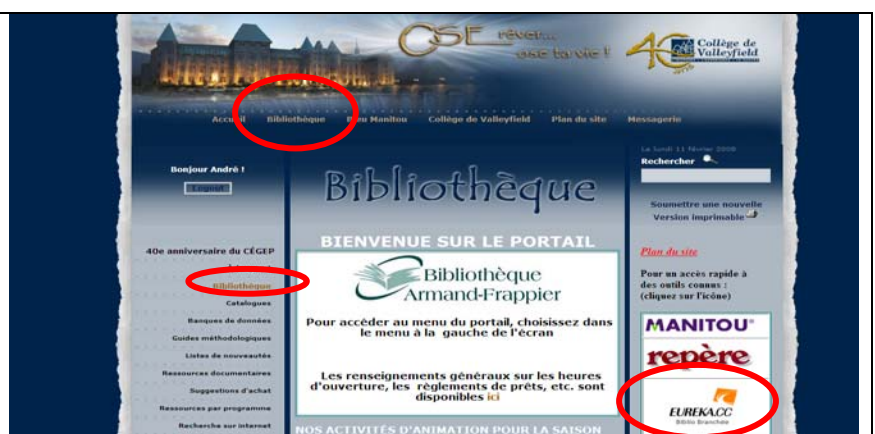 CSE rêver...
ose ta vie !
40
Collège de
Valleyfield
Accueil Bibliothèque Manitou Collège de Valleyfield Plan du site Messagerie
Bonjour André !
Logout
40e anniversaire du CÉGEP
Bibliothèque
Catalogues
Banques de données
Guides méthodologiques
Listes de nouveautés
Ressources documentaires
Suggestions d'achat
Ressources par programme
Recherche sur internet
Bibliothèque
BIENVENUE SUR LE PORTAIL
Bibliothèque
Armand-Frappier
Pour accéder au menu du portail, choisissez dans
le menu à la gauche de l'écran
Les renseignements généraux sur les heures
d'ouverture, les règlements de prêts, etc. sont
disponibles ici
NOS ACTIVITÉS D'ANIMATION POUR LA SAISON
Le lundi 11 février 2008
Rechercher
Soumettre une nouvelle
Version imprimable
Plan du site
Pour un accès rapide à
des outils connus :
(cliquez sur l'icône)
MANITOU
repère
EUREKA.CC
Biblio Branchée